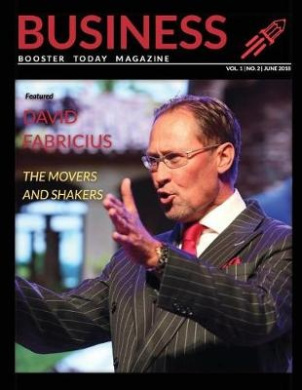 BUSINESS
BOOSTER TODAY MAGAZINE
VOL. 1 | NO. 2 | JUNE 2018
Featured
DAVID
FABRICIUS
THE MOVERS
AND SHAKERS